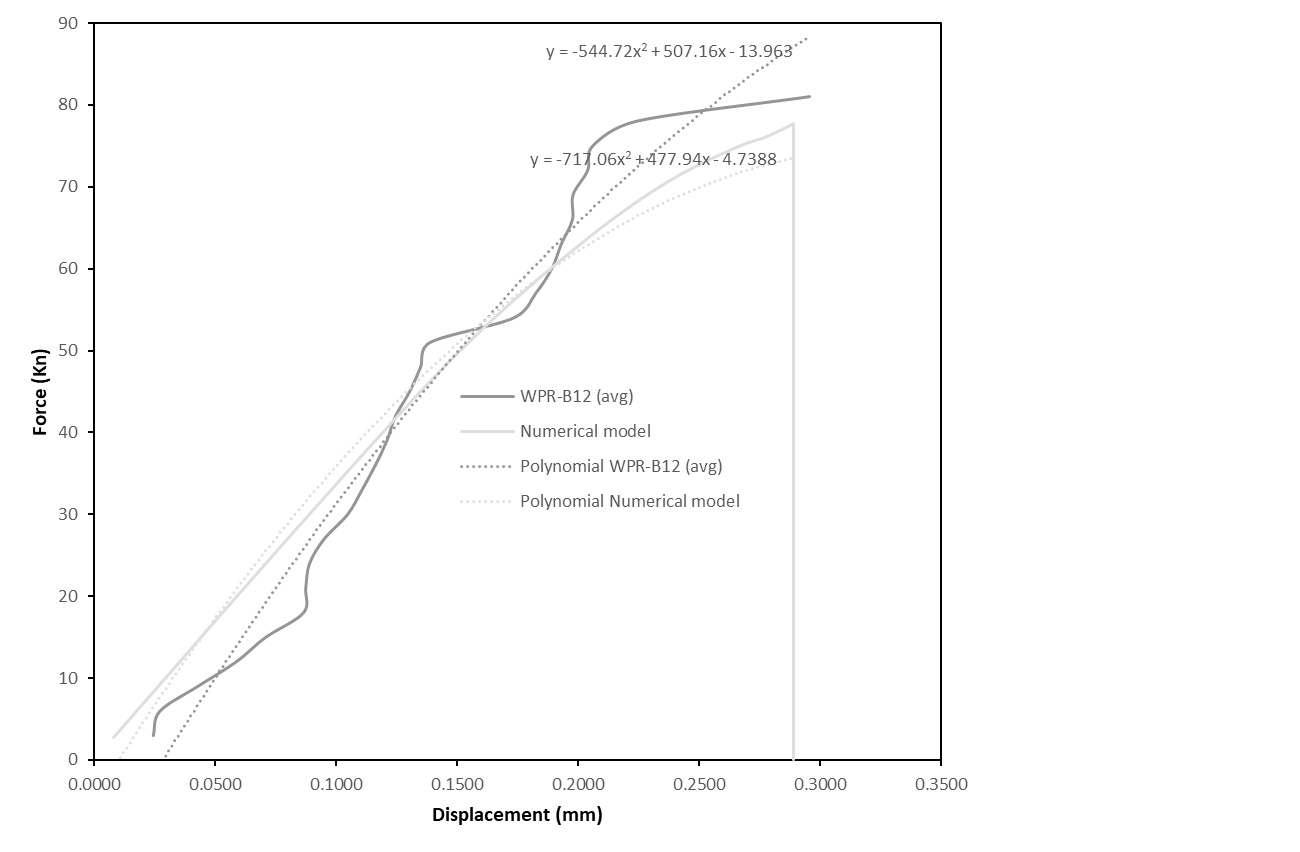 90
y = -544.72x² + 507.16x - 13.963
80
y = -717.06x² + 477.94x - 4.7388
70
60
50
Force (Kn)
WPR-B12 (avg)
40
Numerical model
Polynomial WPR-B12 (avg)
Polynomial Numerical model
30
20
10
0
0.0000 0.0500 0.1000 0.1500 0.2000 0.2500 0.3000 0.3500
Displacement (mm)